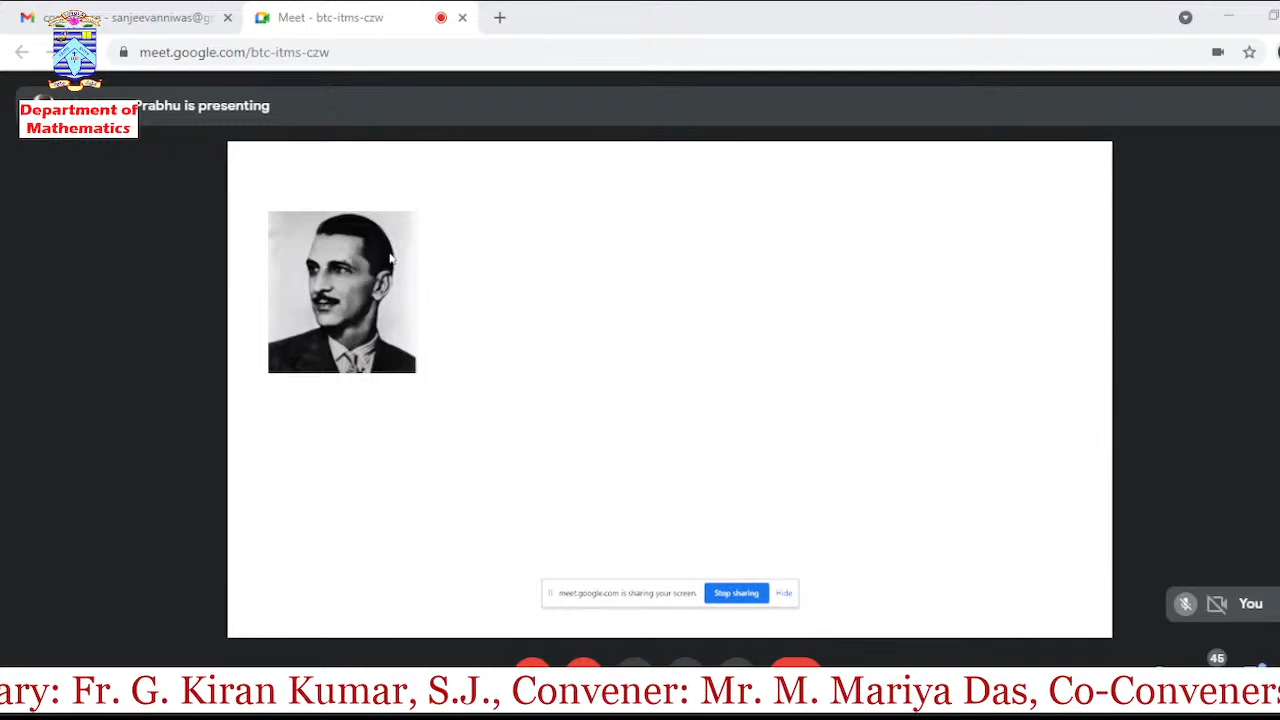 sanjeevanniwas@g
Meet - btc-itms-czw
meet.google.com/btc-itms-czw
Department of
Mathematics
Prabhu is presenting
meet.google.com is sharing your screen.
Stop sharing
Hide
You
45
ary: Fr. G. Kiran Kumar, S.J., Convener: Mr. M. Mariya Das, Co-Conveners